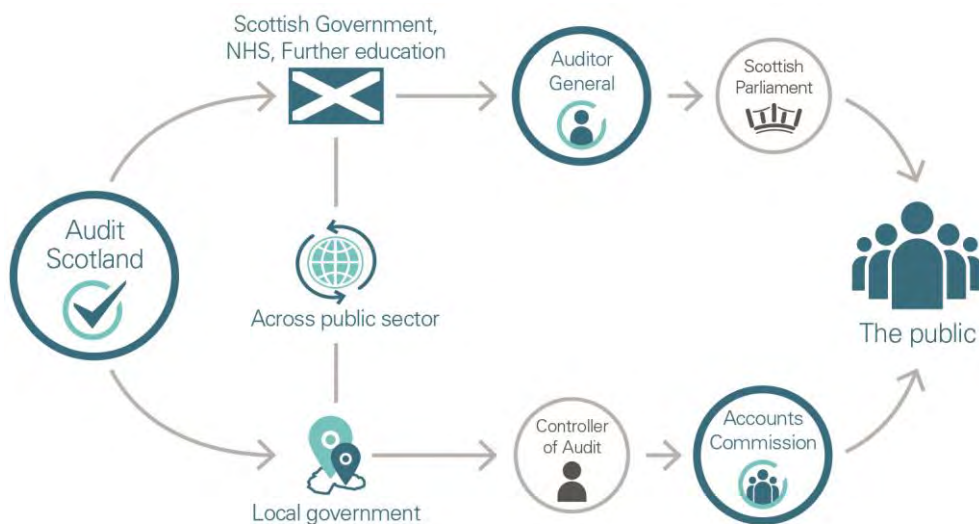 Scottish Government,
NHS, Further education
Auditor
General
Scottish
Parliament
Audit
Scotland
Across public sector
The public
Controller
of Audit
Accounts
Commission
Local government